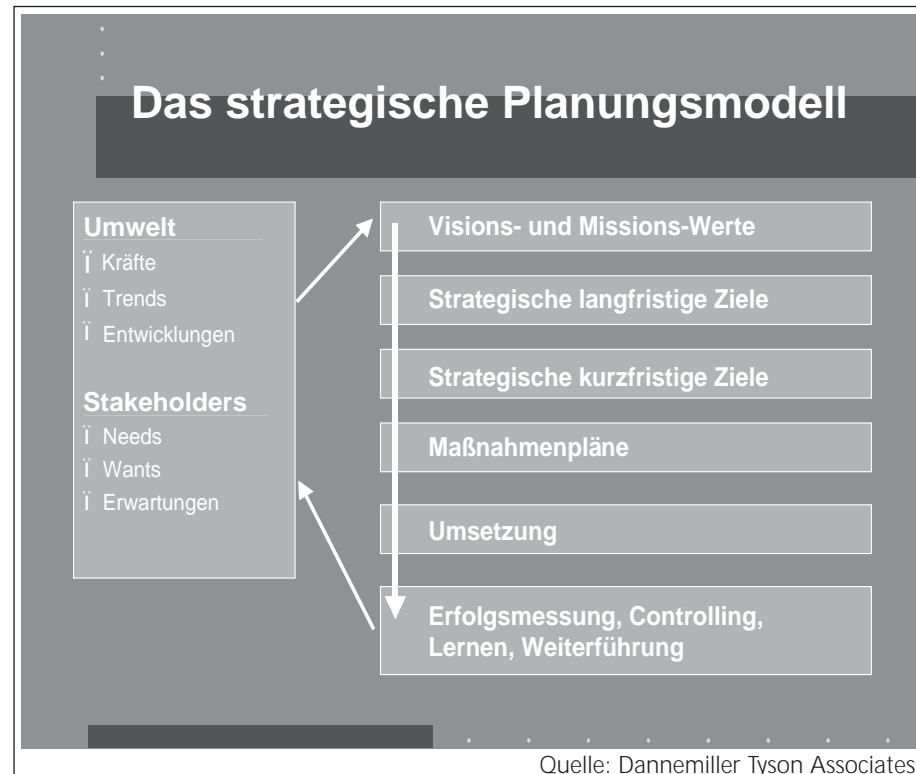 Das strategische Planungsmodell
Umwelt
Ï Kräfte
Ï Trends
Ï Entwicklungen
Stakeholders
Ï Needs
Ï Wants
Ï Erwartungen
Visions- und Missions-Werte
Strategische langfristige Ziele
Strategische kurzfristige Ziele
Maßnahmenpläne
Umsetzung
Erfolgsmessung, Controlling,
Lernen, Weiterführung
Quelle: Dannemiller Tyson Associates